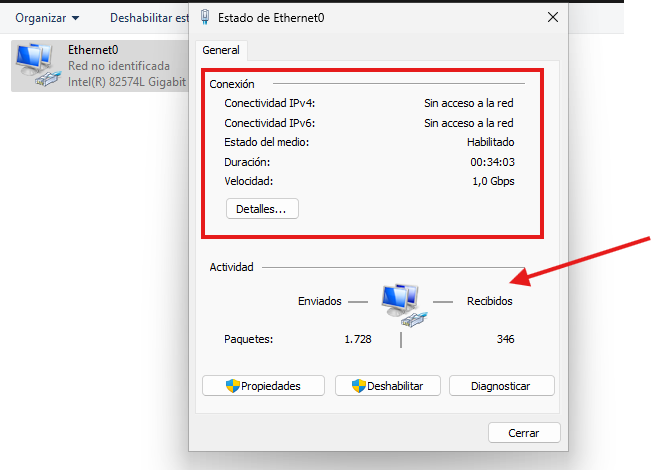 Organizar Deshabilitar est
Estado de Ethernet0
Ethernet0
Red no identificada
Intel(R) 82574L Gigabit
General
Conexión
Conectividad IPv4: Sin acceso a la red
Conectividad IPv6: Sin acceso a la red
Estado del medio: Habilitado
Duración: 00:34:03
Velocidad: 1,0 Gbps
Detalles...
Actividad
Enviados Recibidos
Paquetes: 1.728 346
Propiedades Deshabilitar Diagnosticar
Cerrar